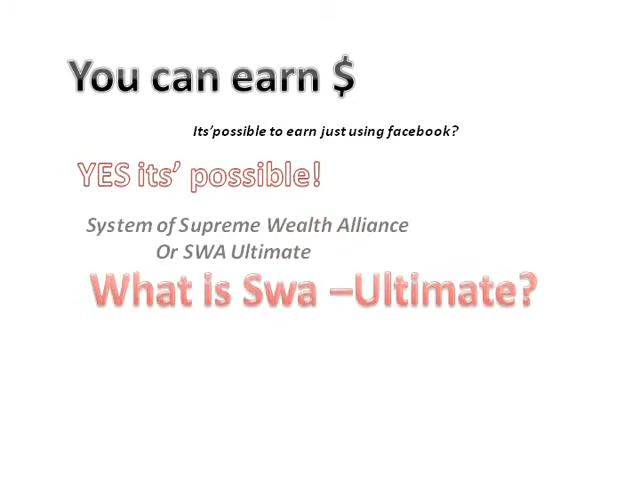 You can earn $
Its'possible to earn just using facebook?
YES its' possible!
System of Supreme Wealth Alliance
Or SWA Ultimate
What is Swa –Ultimate?